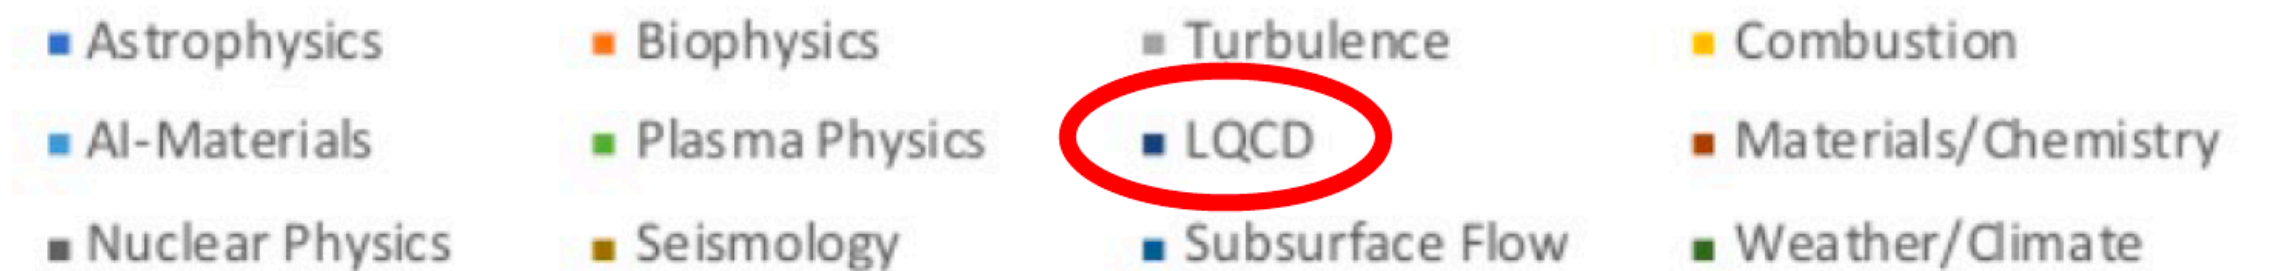 Astrophysics Biophysics Turbulence Combustion
AI-Materials Plasma Physics LQCD Materials/Chemistry
Nuclear Physics Seismology Subsurface Flow Weather/Climate